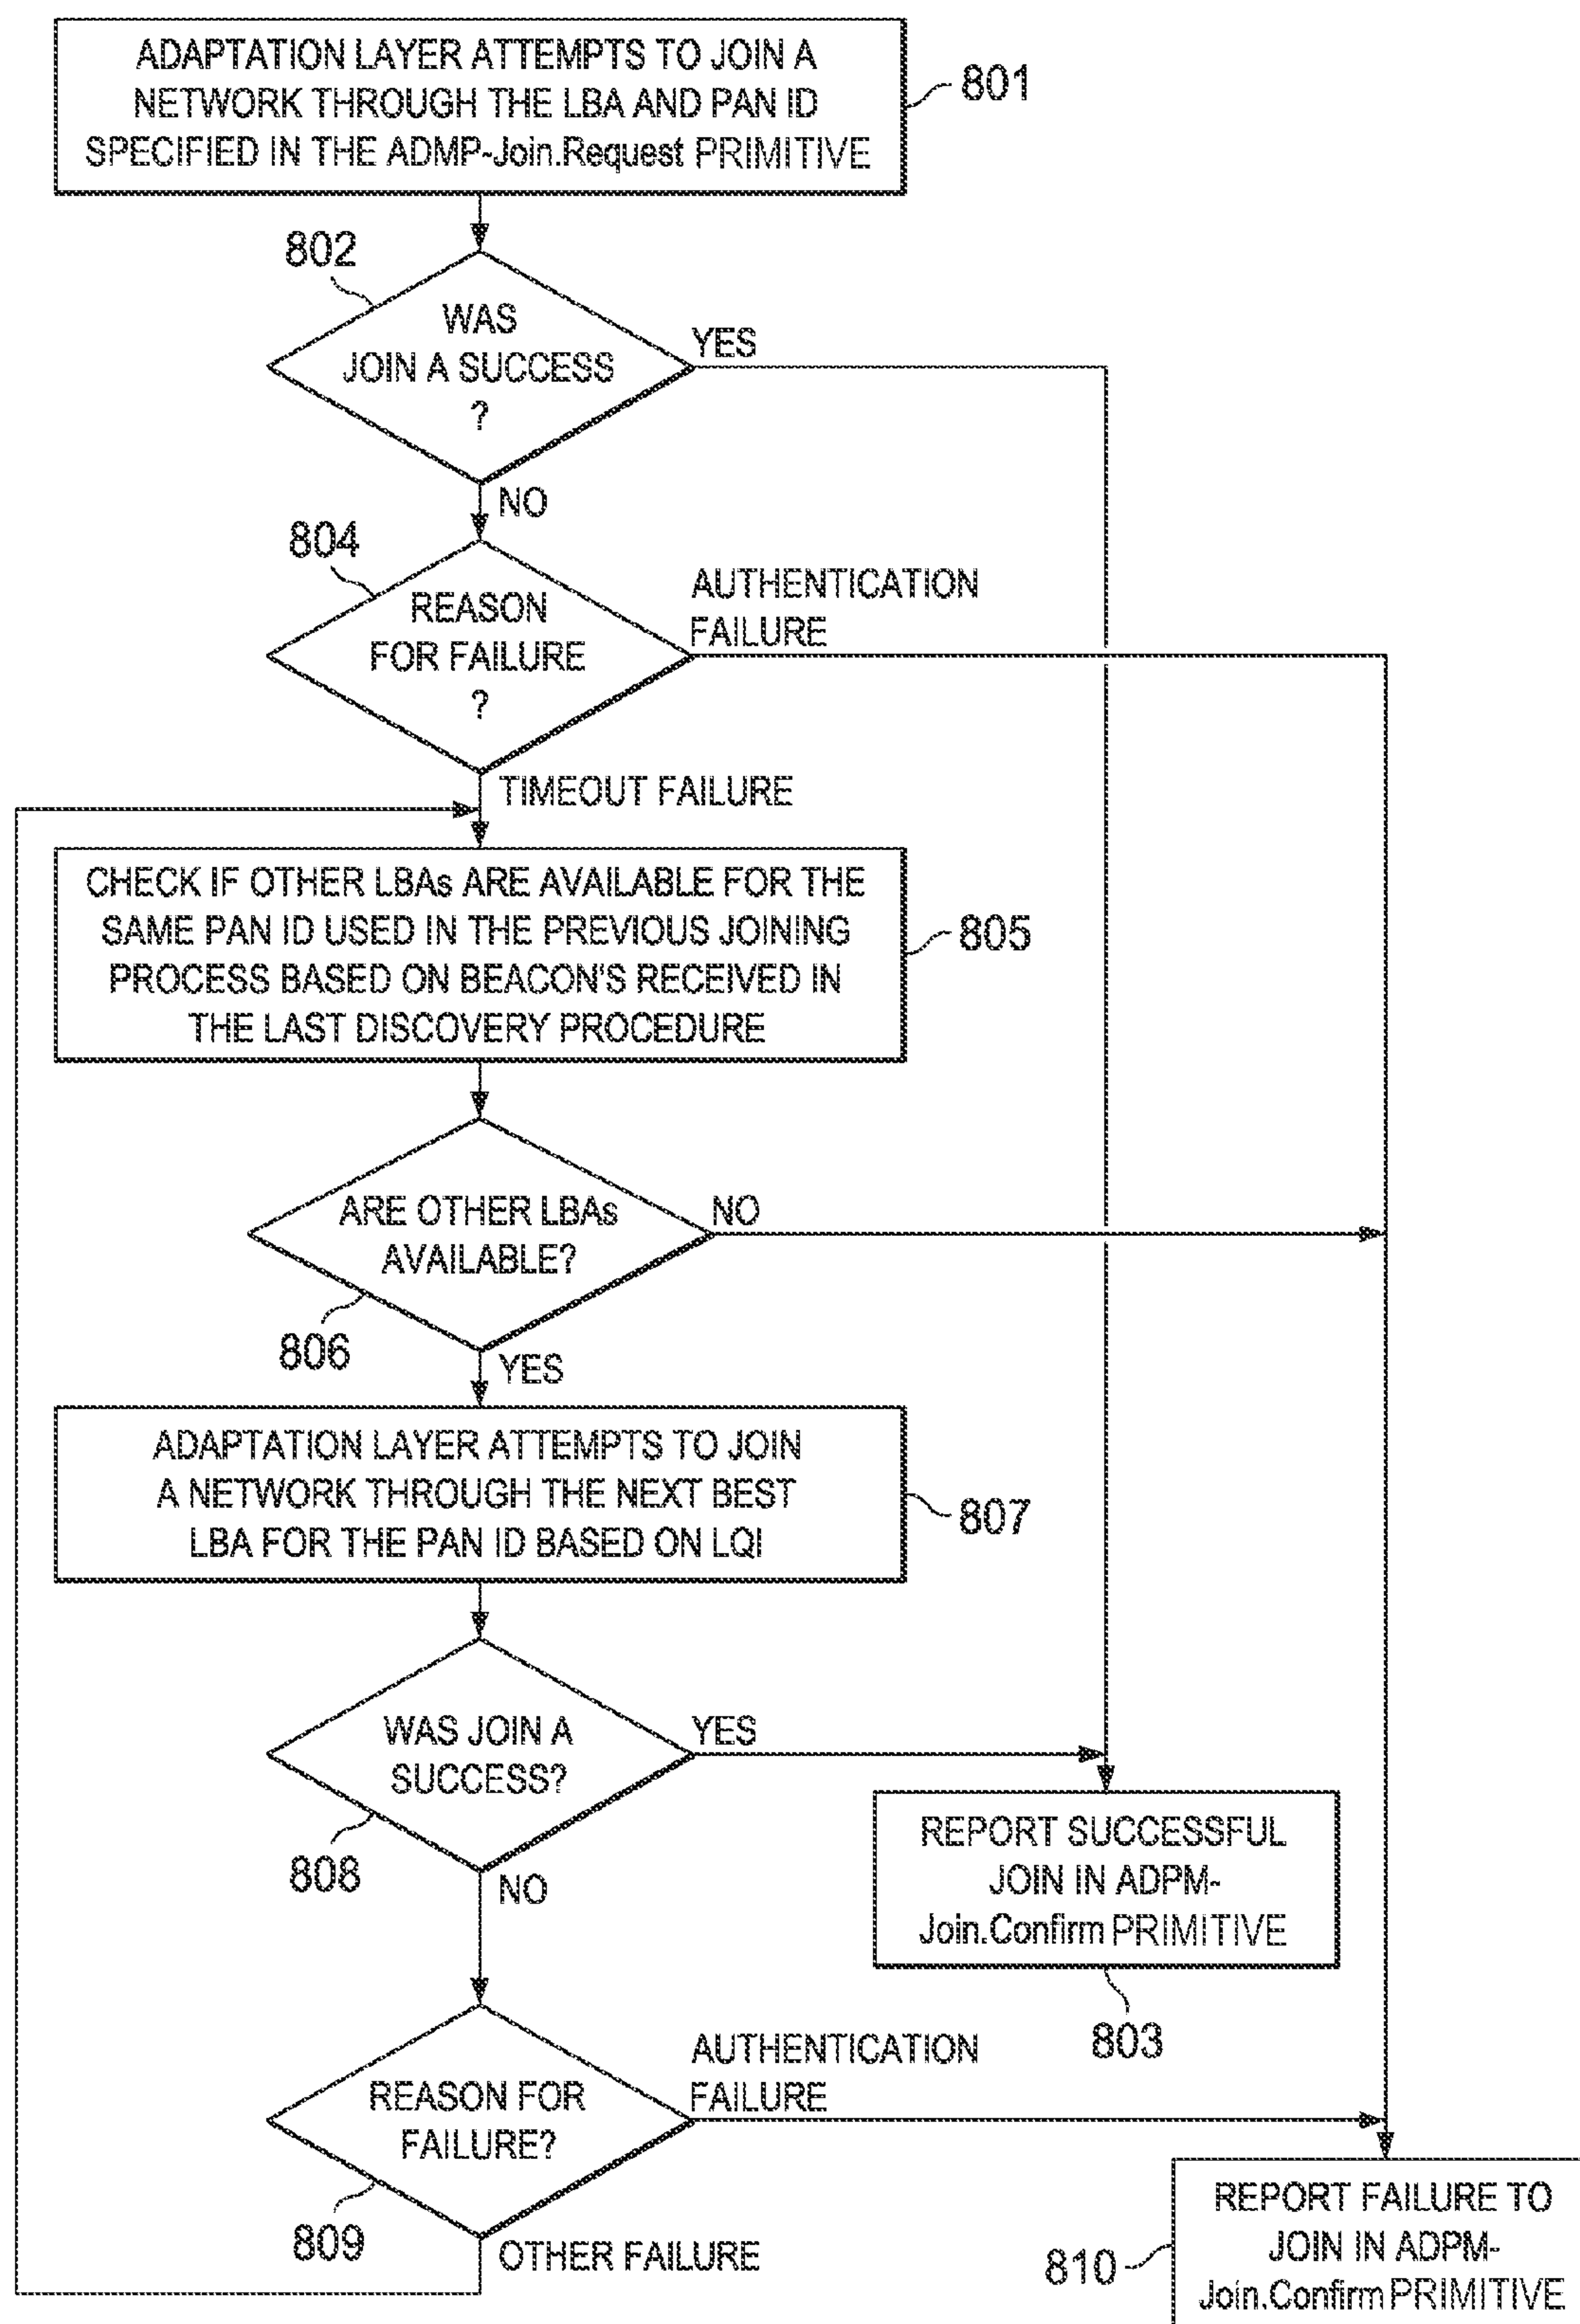 ADAPTATION LAYER ATTEMPTS TO JOIN A
NETWORK THROUGH THE LBA AND PAN ID
SPECIFIED IN THE ADMP-Join.Request PRIMITIVE
801
802
WAS
JOIN A SUCCESS
?
YES
NO
804
REASON
FOR FAILURE
?
AUTHENTICATION
FAILURE
TIMEOUT FAILURE
CHECK IF OTHER LBAs ARE AVAILABLE FOR THE
SAME PAN ID USED IN THE PREVIOUS JOINING
PROCESS BASED ON BEACON'S RECEIVED IN
THE LAST DISCOVERY PROCEDURE
805
ARE OTHER LBAs
AVAILABLE?
NO
806
YES
ADAPTATION LAYER ATTEMPTS TO JOIN
A NETWORK THROUGH THE NEXT BEST
LBA FOR THE PAN ID BASED ON LQI
807
WAS JOIN A
SUCCESS?
YES
808
NO
REPORT SUCCESSFUL
JOIN IN ADPM-
Join.Confirm PRIMITIVE
803
REASON FOR
FAILURE?
AUTHENTICATION
FAILURE
809
OTHER FAILURE
REPORT FAILURE TO
JOIN IN ADPM-
Join.Confirm PRIMITIVE
810